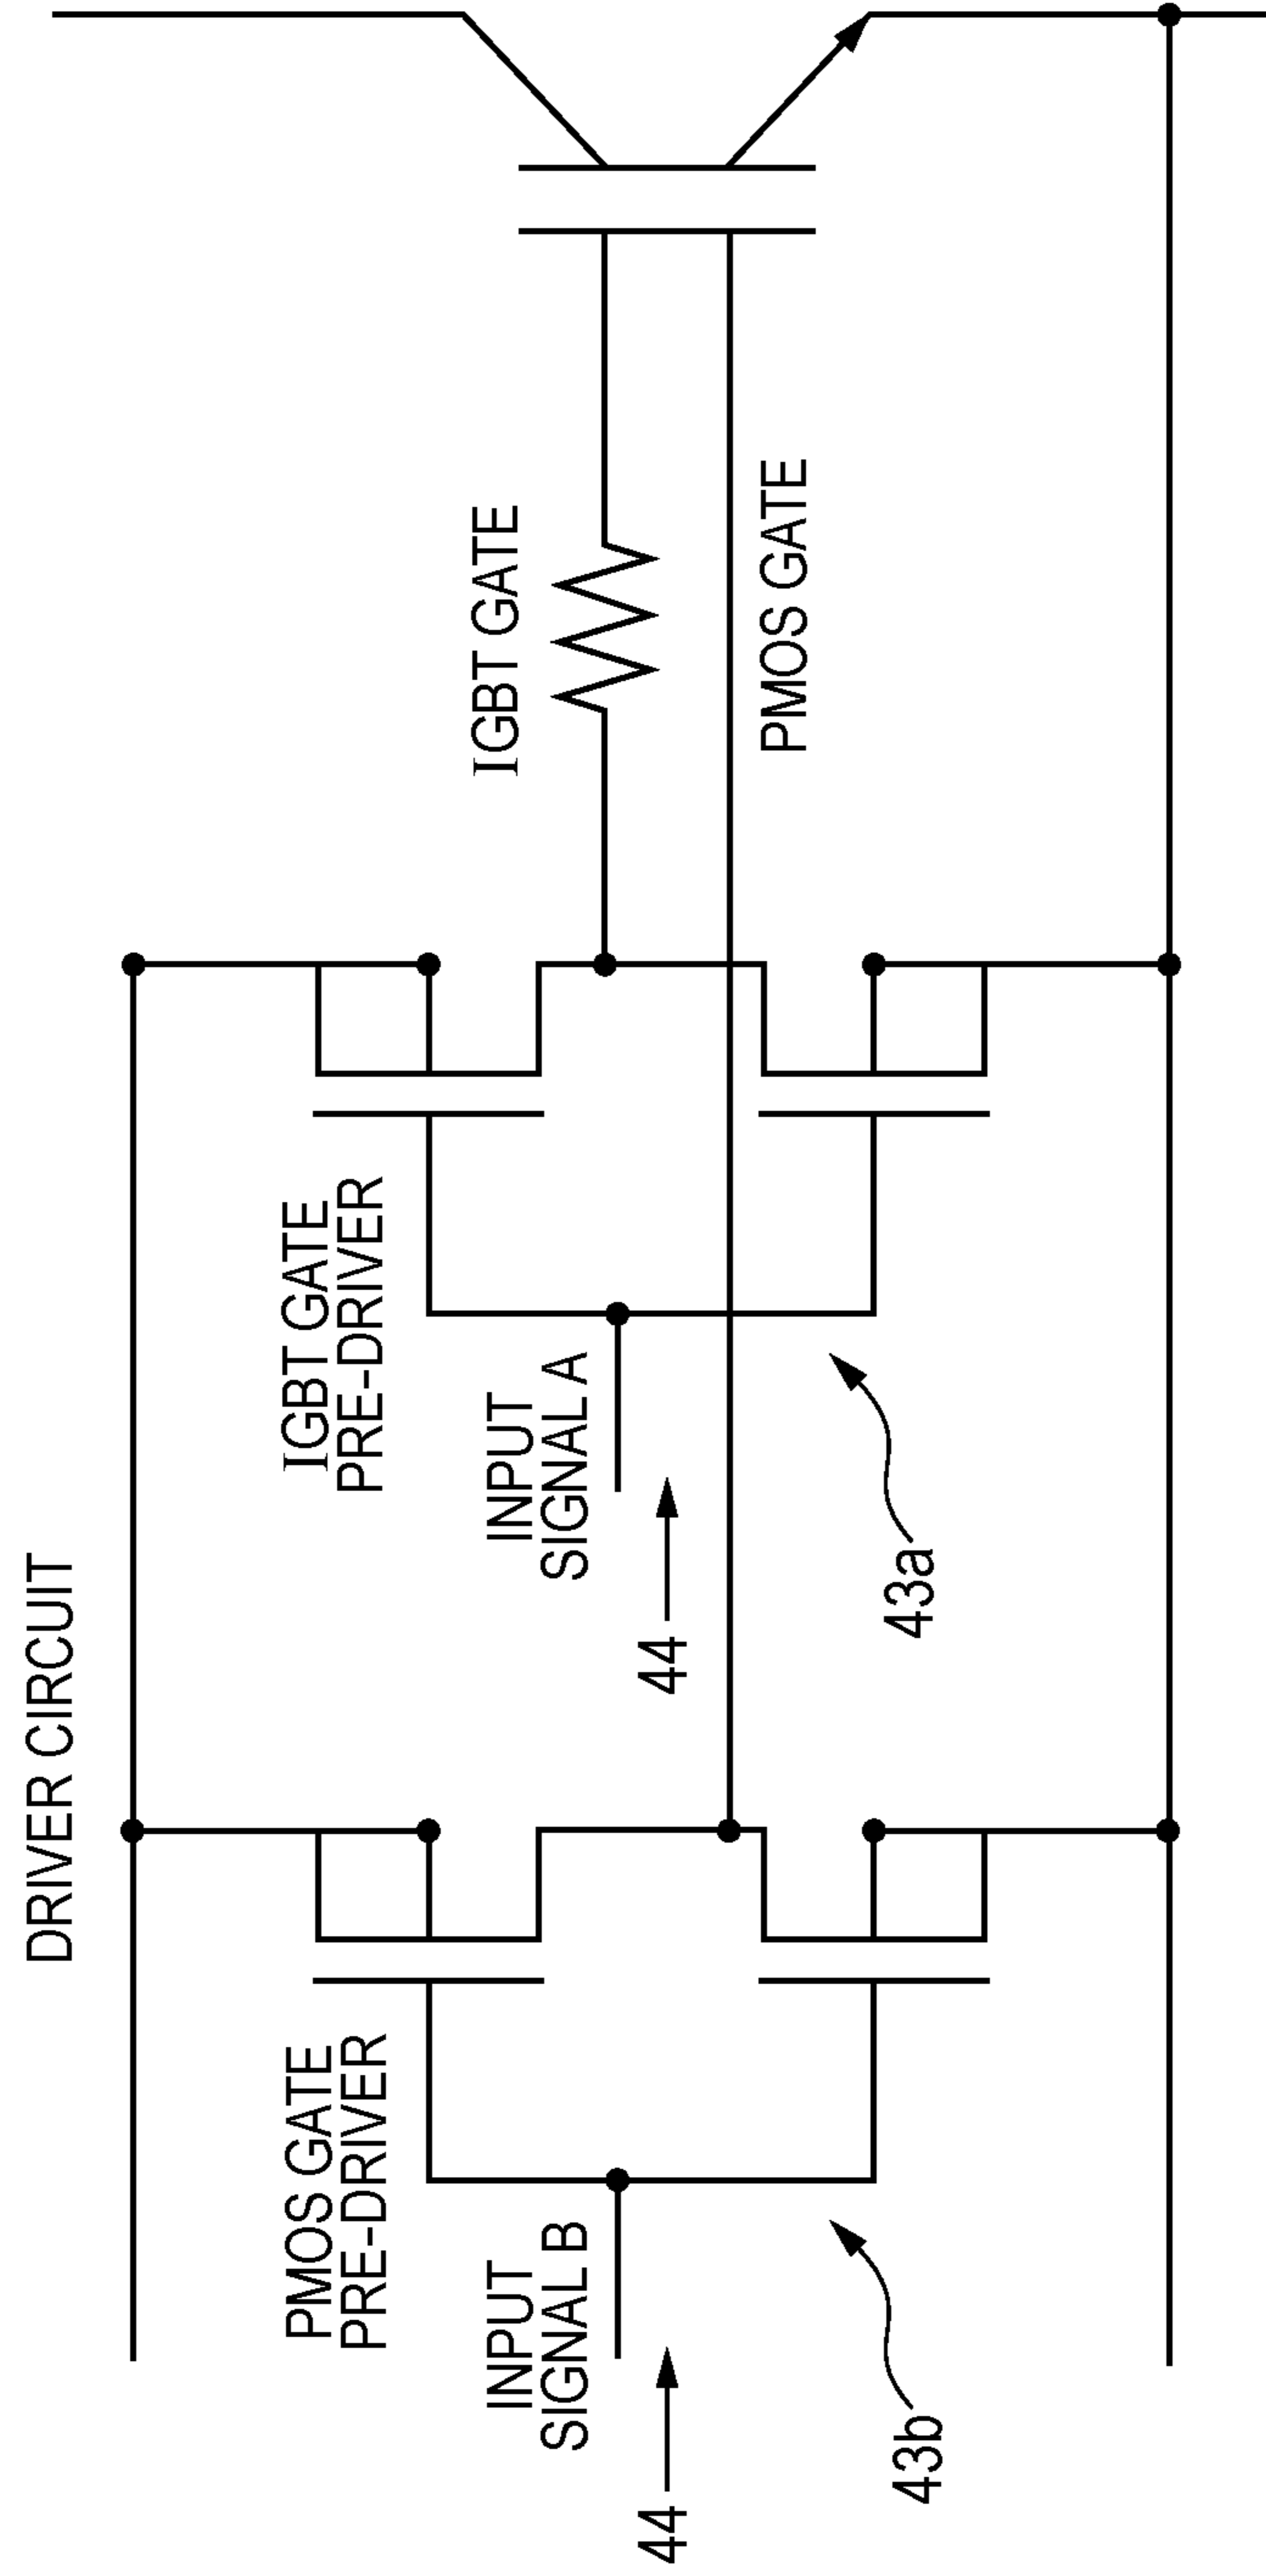 DRIVER CIRCUIT
PMOS GATE
PRE-DRIVER
INPUT
SIGNAL B
44
43b
IGBT GATE
PRE-DRIVER
INPUT
SIGNAL A
44
43a
IGBT GATE
PMOS GATE